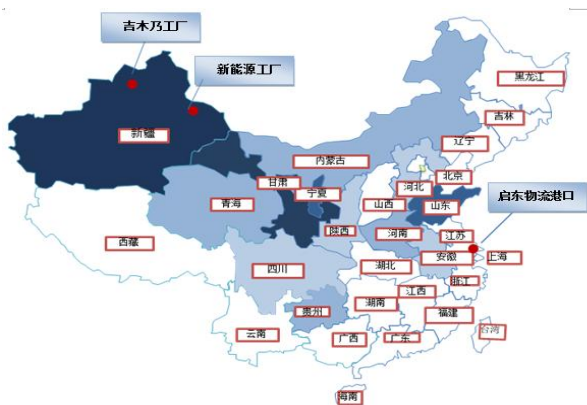 吉木乃工厂
新能源工厂
黑龙江
吉林
新疆
辽宁
内蒙古
北京
甘肃
宁夏
河北
启东物流港口
青海
山西
山东
陕西
河南
江苏
西藏
安徽
上海
四川
湖北
浙江
江西
湖南
贵州
福建
云南
广西
广东
台湾
海南